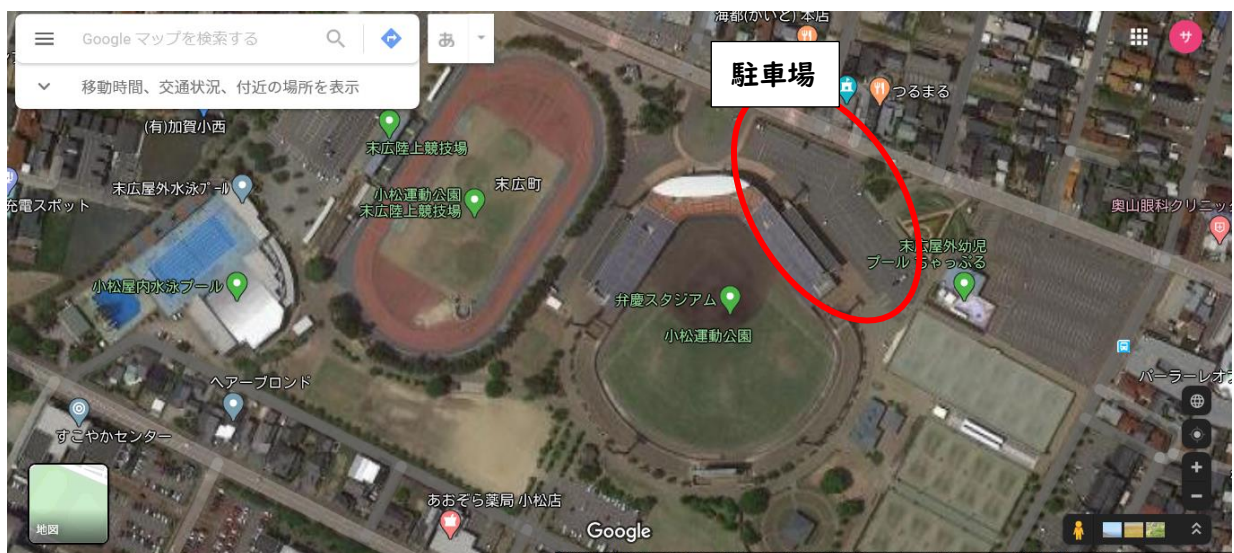 Google マップを検索する
あ
サ
移動時間、交通状況、付近の場所を表示
海都(かいと) 本店
駐車場
つるまる
(有)加賀小西
末広陸上競技場
末広屋外水泳プール
末広町
小松運動公園
末広陸上競技場
充電スポット
奥山眼科クリニック
末広屋外幼児
プール ちゃっぷる
小松屋内水泳プール
弁慶スタジアム
小松運動公園
ヘアーブロンド
すこやかセンター
パーラーレオ
あおぞら薬局 小松店
地図
Google